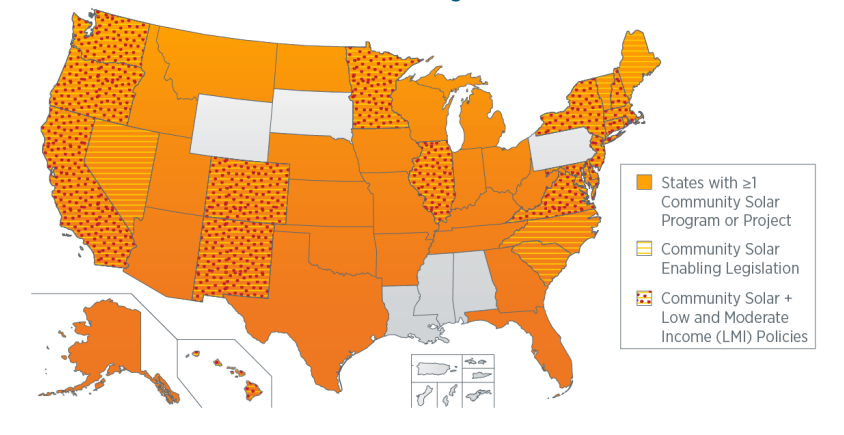 States with ≥1
Community Solar
Program or Project
Community Solar
Enabling Legislation
Community Solar +
Low and Moderate
Income (LMI) Policies